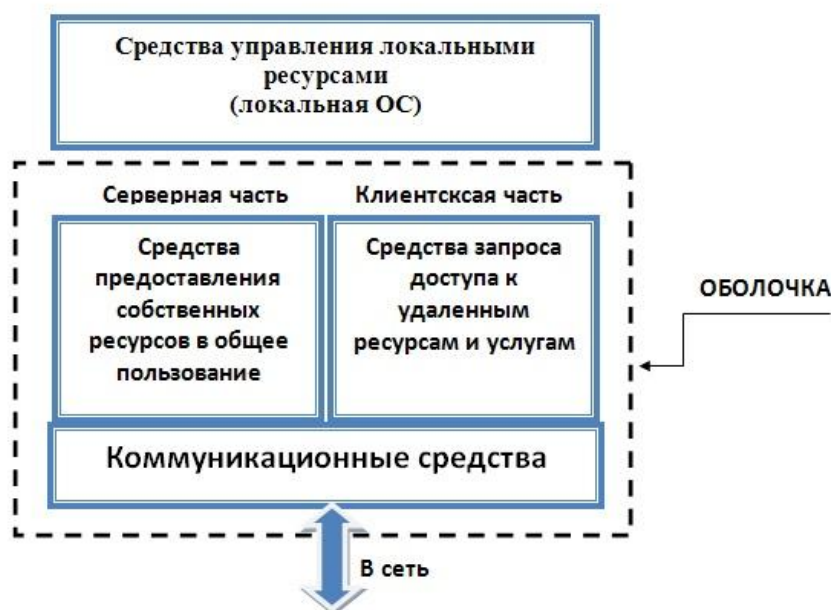 Средства управления локальными
ресурсами
(локальная ОС)
Серверная часть
Клиентсксая часть
Средства
предоставления
собственных
ресурсов в общее
пользование
Средства запроса
доступа к
удаленным
ресурсам и услугам
ОБОЛОЧКА
Коммуникационные средства
В сеть